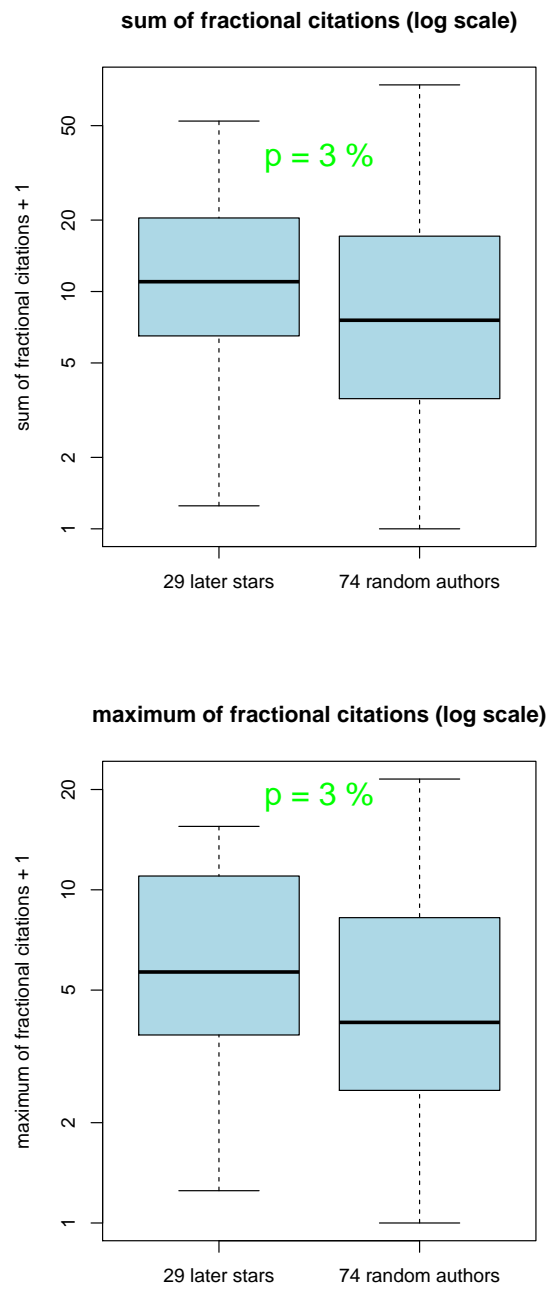 sum of fractional citations (log scale)
sum of fractional citations + 1
50
20
10
5
2
1
p = 3 %
29 later stars
74 random authors
maximum of fractional citations (log scale)
maximum of fractional citations + 1
20
10
5
2
1
p = 3 %
29 later stars
74 random authors